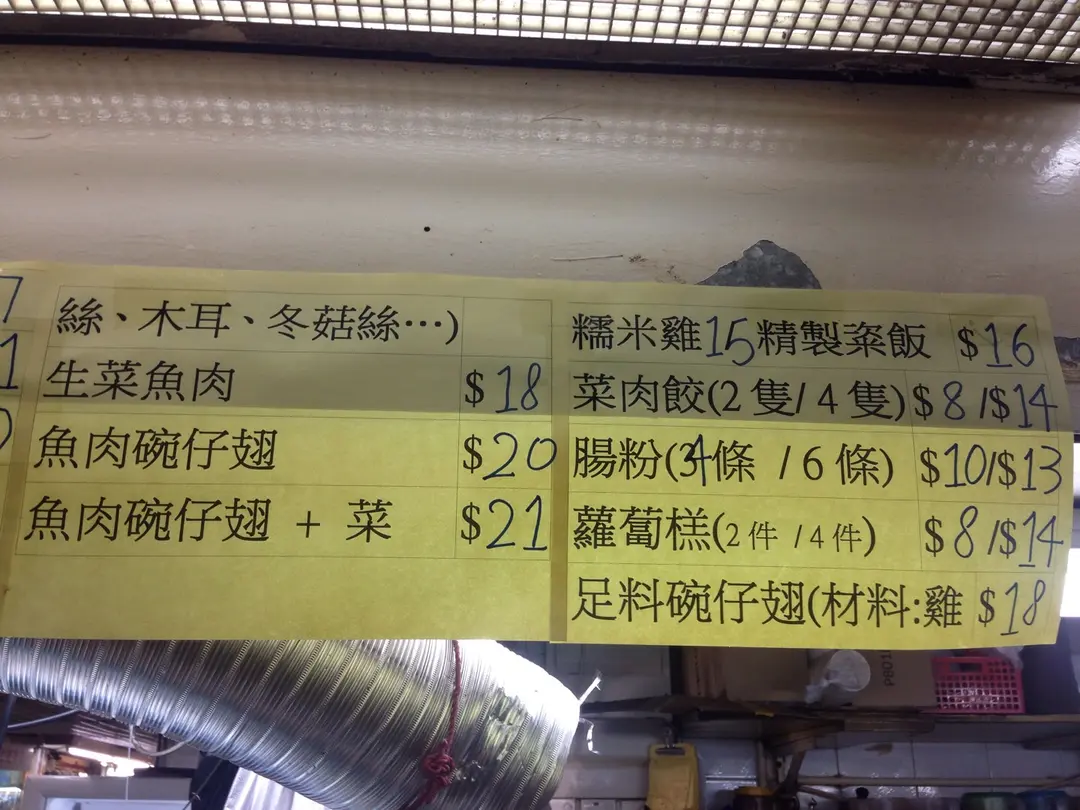 絲、木耳、冬菇絲…)
生菜魚肉 $18
魚肉碗仔翅 $20
魚肉碗仔翅 + 菜 $21
糯米雞15精製粢飯 $16
菜肉餃(2隻/4隻) $8/$14
腸粉(4條 /6條) $10/$13
蘿蔔糕(2件 /4件) $8/$14
足料碗仔翅(材料:雞 $18